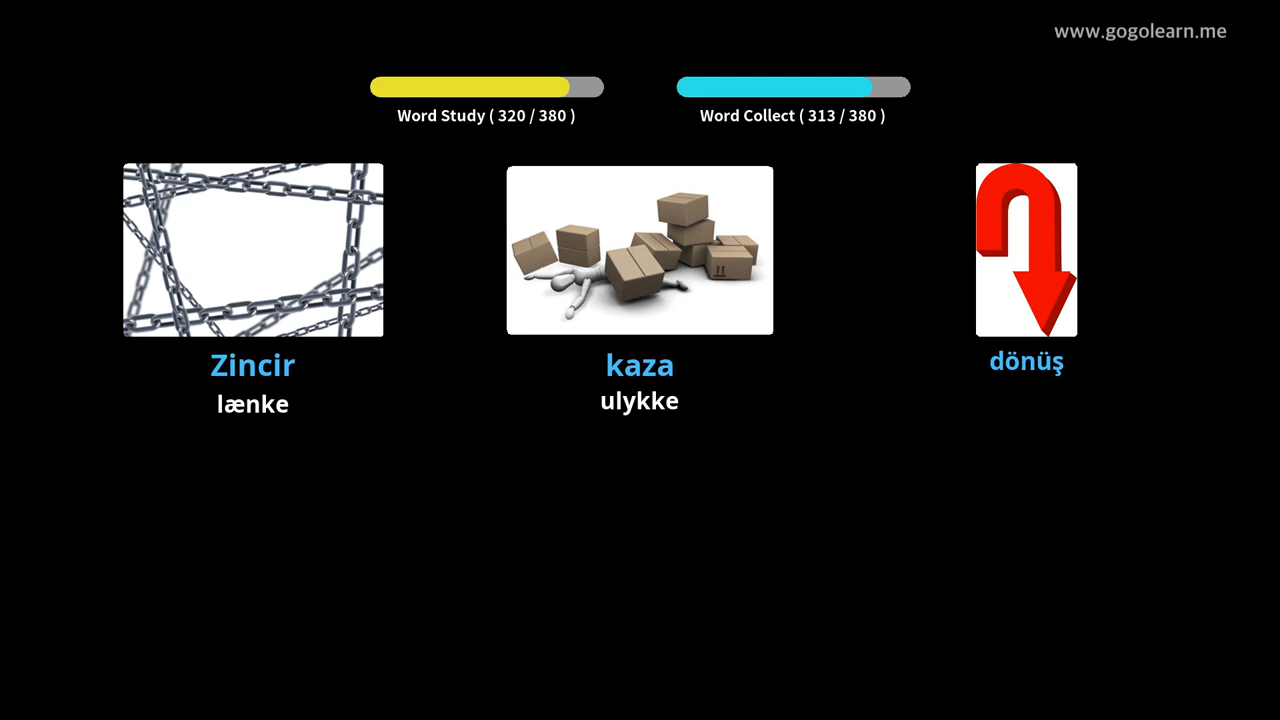 www.gogolearn.me
Word Study ( 320 / 380 )
Word Collect ( 313 / 380 )
Zincir
lænke
kaza
ulykke
dönüş